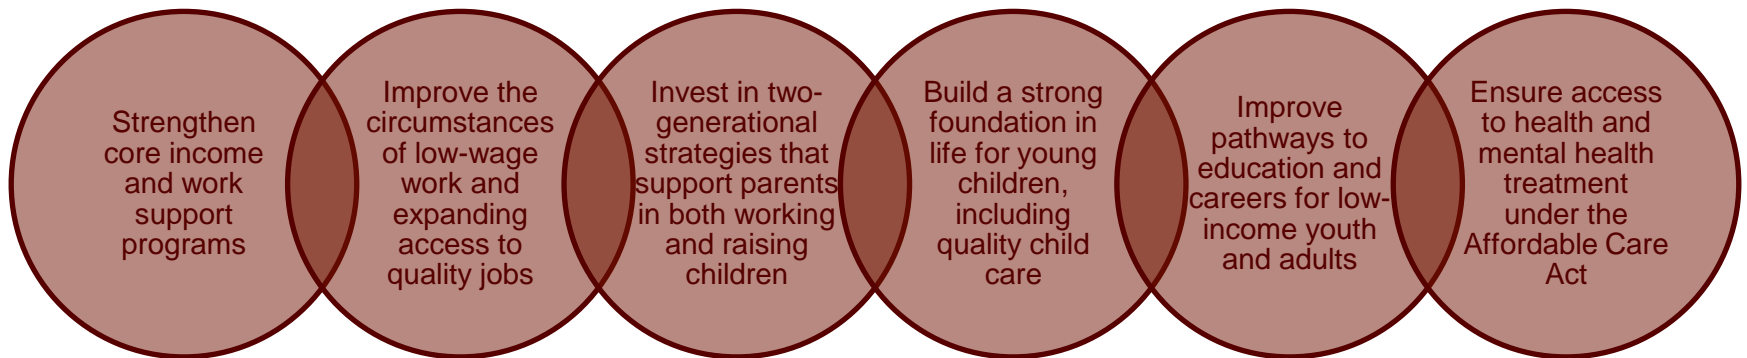 Strengthen
core income
and work
support
programs
Improve the
circumstances
of low-wage
work and
expanding
access to
quality jobs
Invest in two-
generational
strategies that
support parents
in both working
and raising
children
Build a strong
foundation in
life for young
children,
including
quality child
care
Improve
pathways to
education and
careers for low-
income youth
and adults
Ensure access
to health and
mental health
treatment
under the
Affordable Care
Act